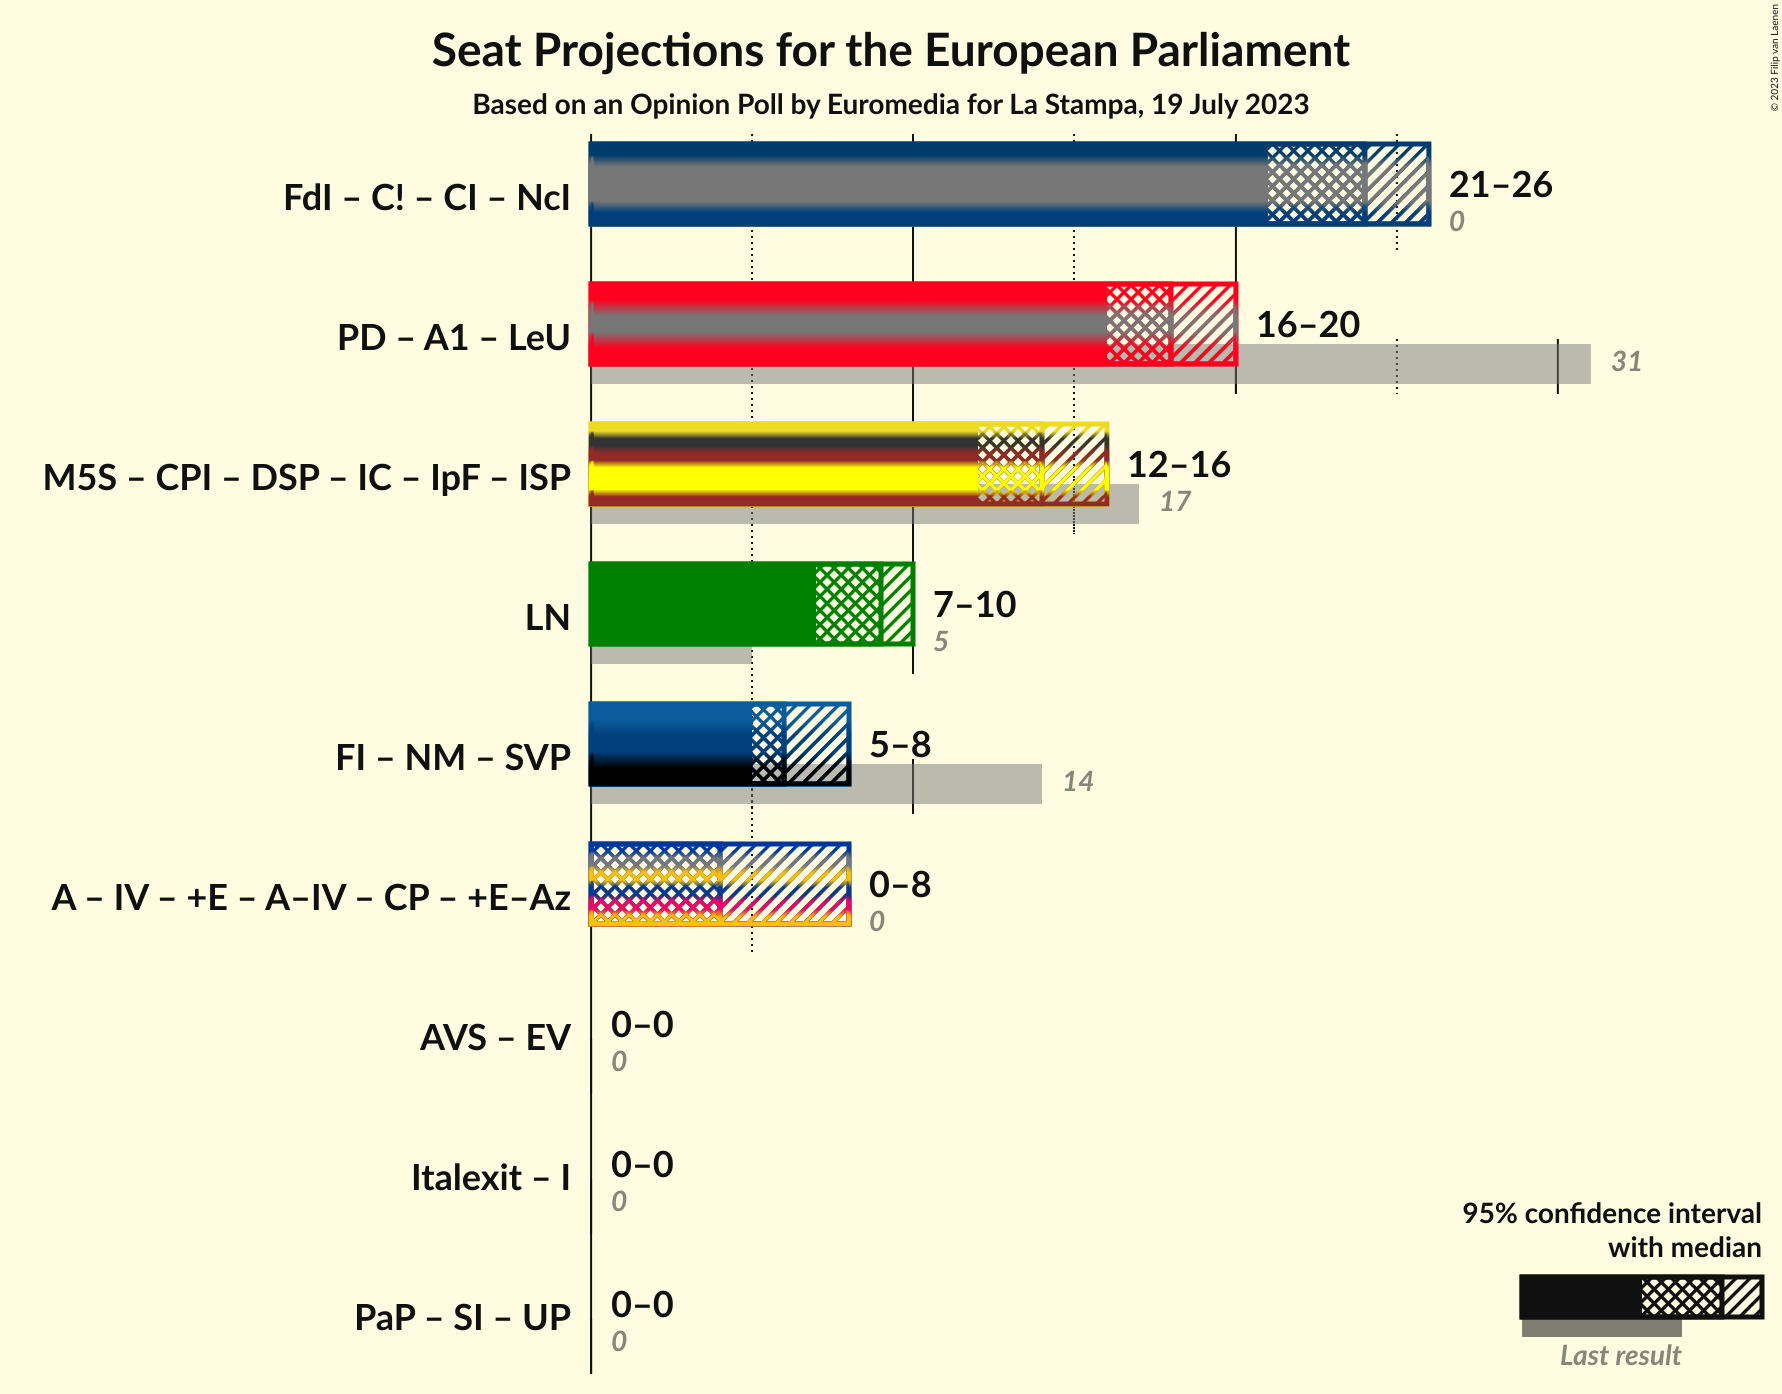 Seat Projections for the European Parliament
Based on an Opinion Poll by Euromedia for La Stampa, 19 July 2023
© 2023 Filip van Laenen
FdI – C! – CI – NcI
21–26
0
PD – A1 – LeU
16–20
31
M5S – CPI – DSP – IC – IpF – ISP
12–16
17
LN
7–10
5
FI – NM – SVP
5–8
14
A – IV – +E – A–IV – CP – +E–Az
0–8
0
AVS – EV
0–0
0
Italexit – I
0–0
0
PaP – SI – UP
0–0
0
95% confidence interval
with median
Last result